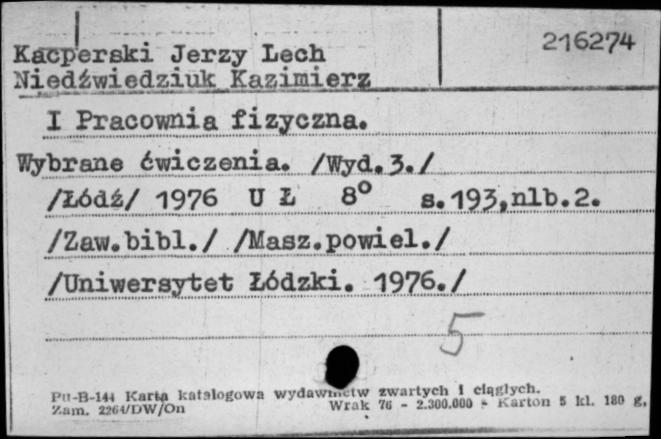 216274
Kacperski Jerzy Lech
Niedźwiedziuk Kazimierz
I Pracownia fizyczna.
Wybrane ćwiczenia. /Wyd.3./
/Łódź/ 1976 U Ł 8° s.193,nlb.2.
/Zaw.bibl./ /Masz.powiel./
/Uniwersytet Łódzki. 1976./
5
Pu-B-144 Karta katalogowa wydawnictw zwartych i ciągłych.
Zam. 2264/DW/On Wrak 76 - 2.300.000 - Karton 5 kl. 180 g,